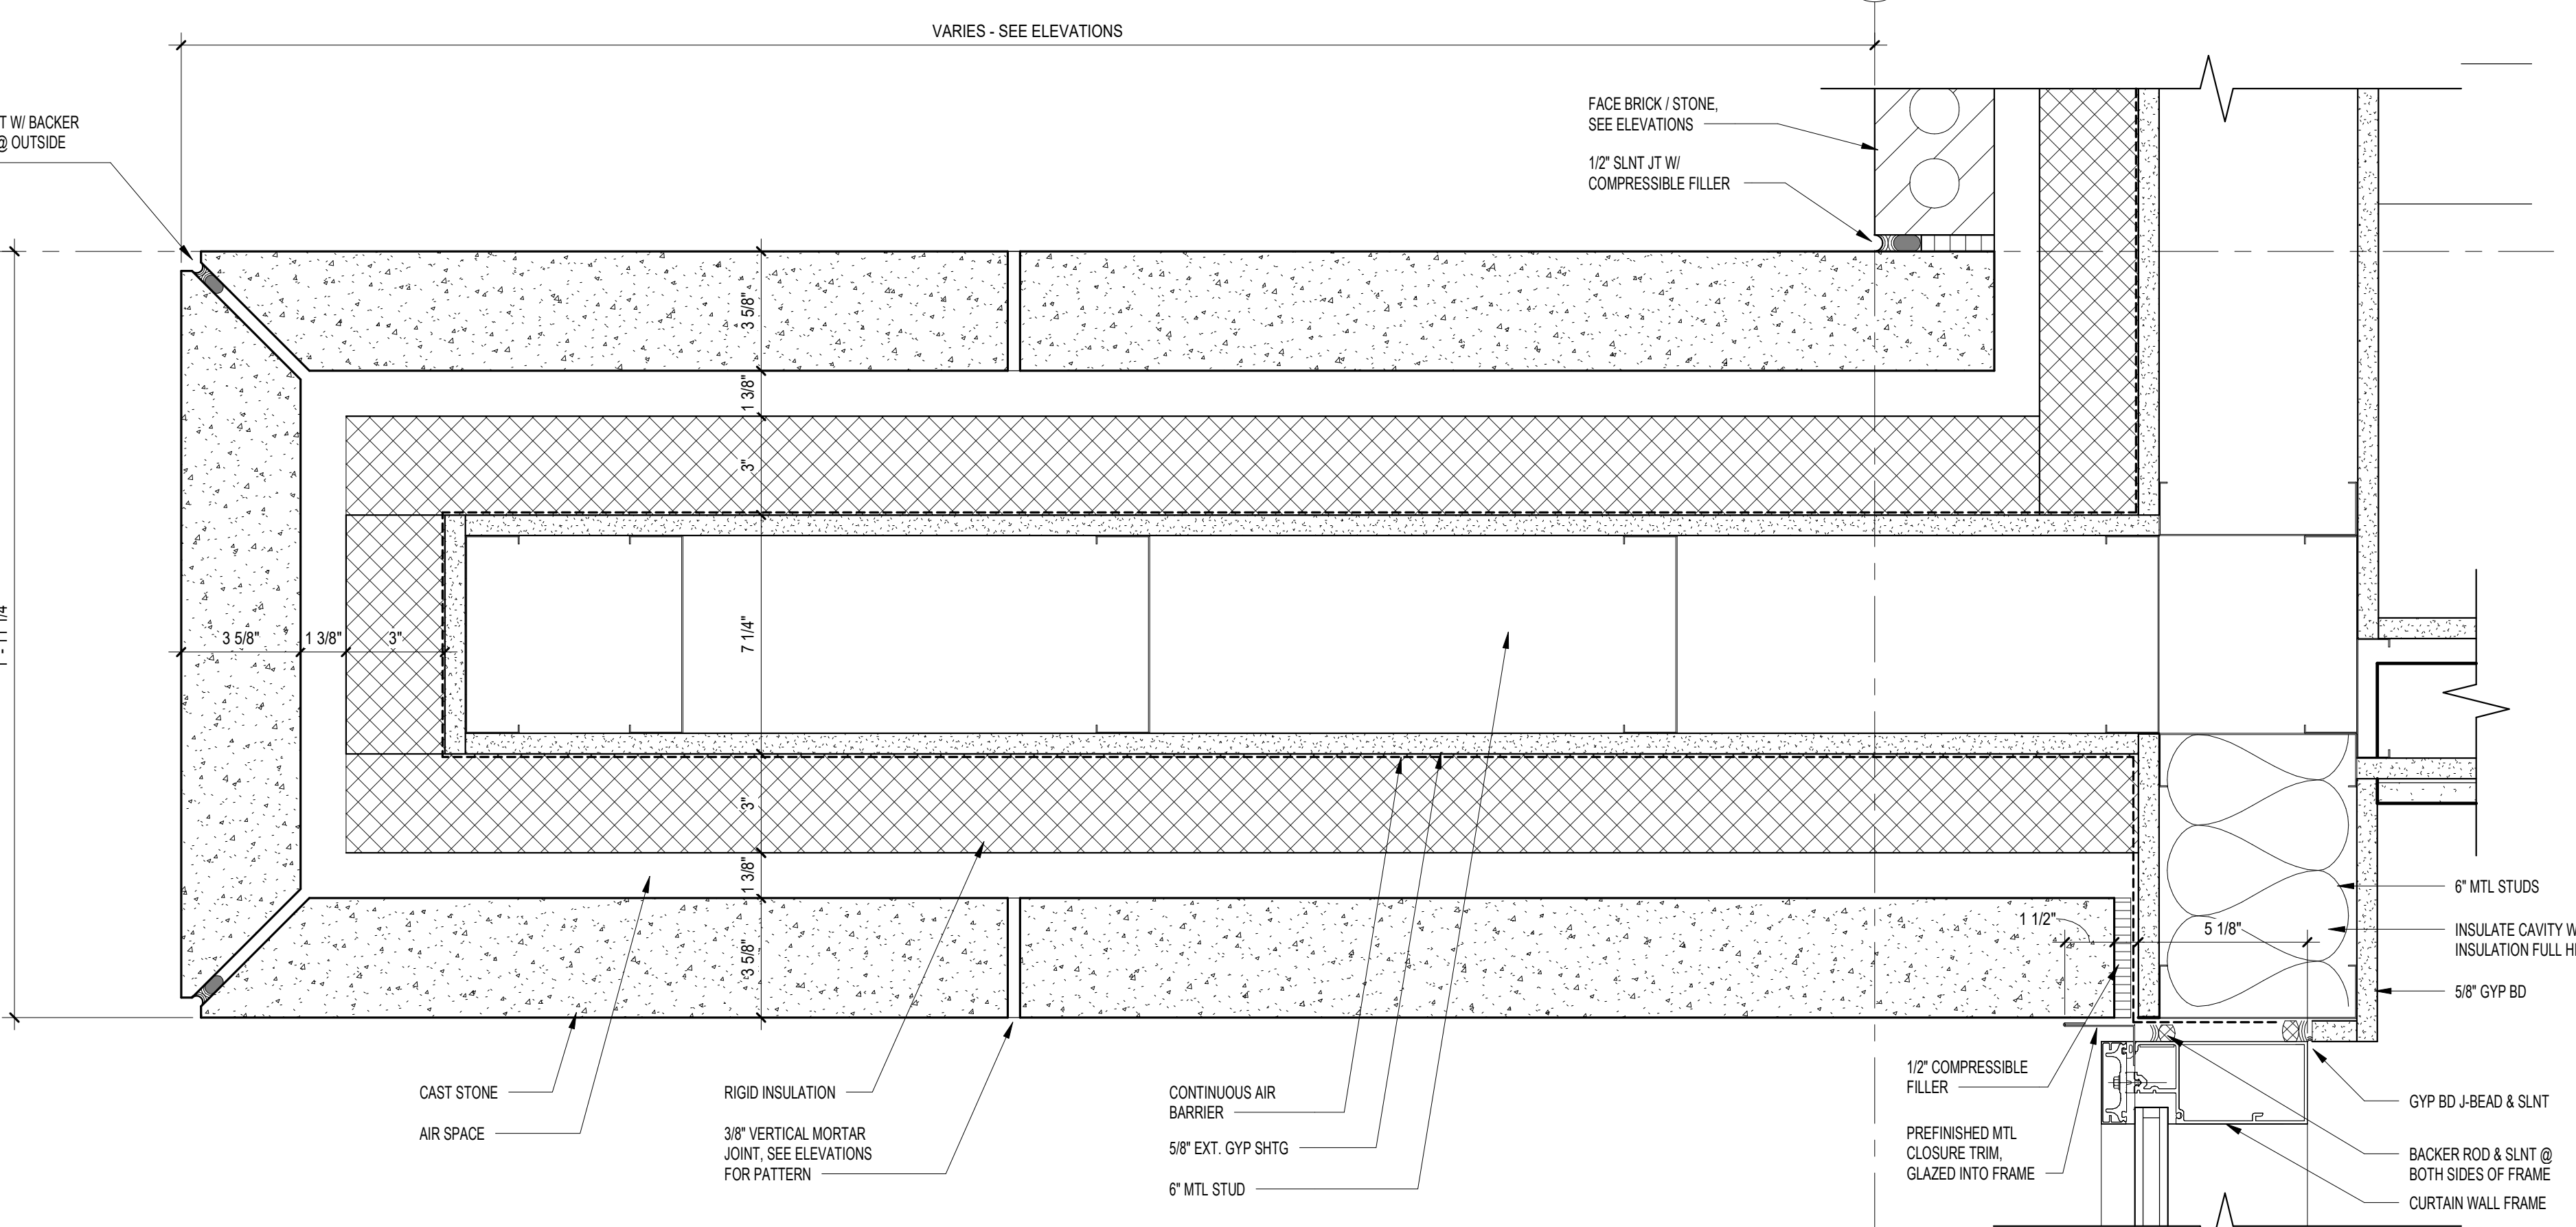 VARIES - SEE ELEVATIONS
T W/ BACKER
@ OUTSIDE
FACE BRICK / STONE,
SEE ELEVATIONS
1/2" SLNT JT W/
COMPRESSIBLE FILLER
3 5/8"
1 3/8"
3"
7 1/4"
3"
1 3/8"
3 5/8"
3 5/8"
1 3/8"
3"
1 1/2"
5 1/8"
6" MTL STUDS
INSULATE CAVITY W
INSULATION FULL
5/8" GYP BD
CAST STONE
AIR SPACE
RIGID INSULATION
3/8" VERTICAL MORTAR
JOINT, SEE ELEVATIONS
FOR PATTERN
CONTINUOUS AIR
BARRIER
5/8" EXT. GYP SHTG
6" MTL STUD
1/2" COMPRESSIBLE
FILLER
PREFINISHED MTL
CLOSURE TRIM,
GLAZED INTO FRAME
GYP BD J-BEAD & SLNT
BACKER ROD & SLNT @
BOTH SIDES OF FRAME
CURTAIN WALL FRAME